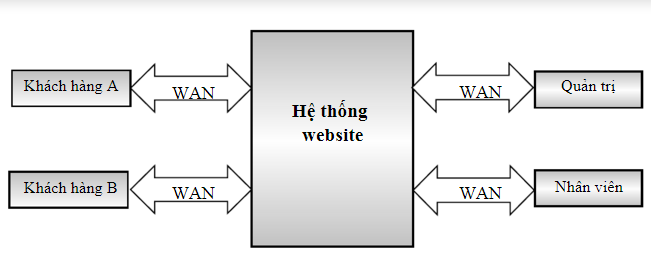 Khách hàng A
WAN
Hệ thống
website
WAN
Quản trị
Khách hàng B
WAN
WAN
Nhân viên